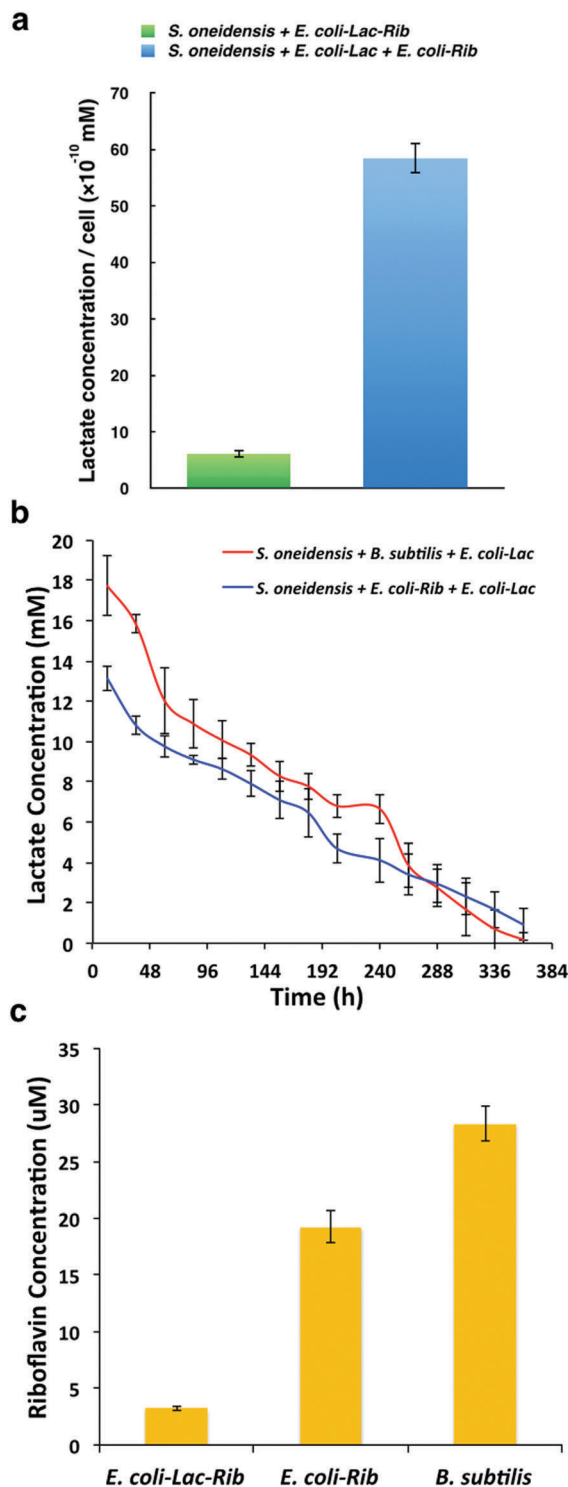 a
S. oneidensis + E. coli-Lac-Rib
S. oneidensis + E. coli-Lac + E. coli-Rib
Lactate concentration / cell (×10⁻¹⁰ mM)
70
60
50
40
30
20
10
0
b
S. oneidensis + B. subtilis + E. coli-Lac
S. oneidensis + E. coli-Rib + E. coli-Lac
Lactate Concentration (mM)
20
18
16
14
12
10
8
6
4
2
0
0 48 96 144 192 240 288 336 384
Time (h)
c
Riboflavin Concentration (uM)
35
30
25
20
15
10
5
0
E. coli-Lac-Rib E. coli-Rib B. subtilis